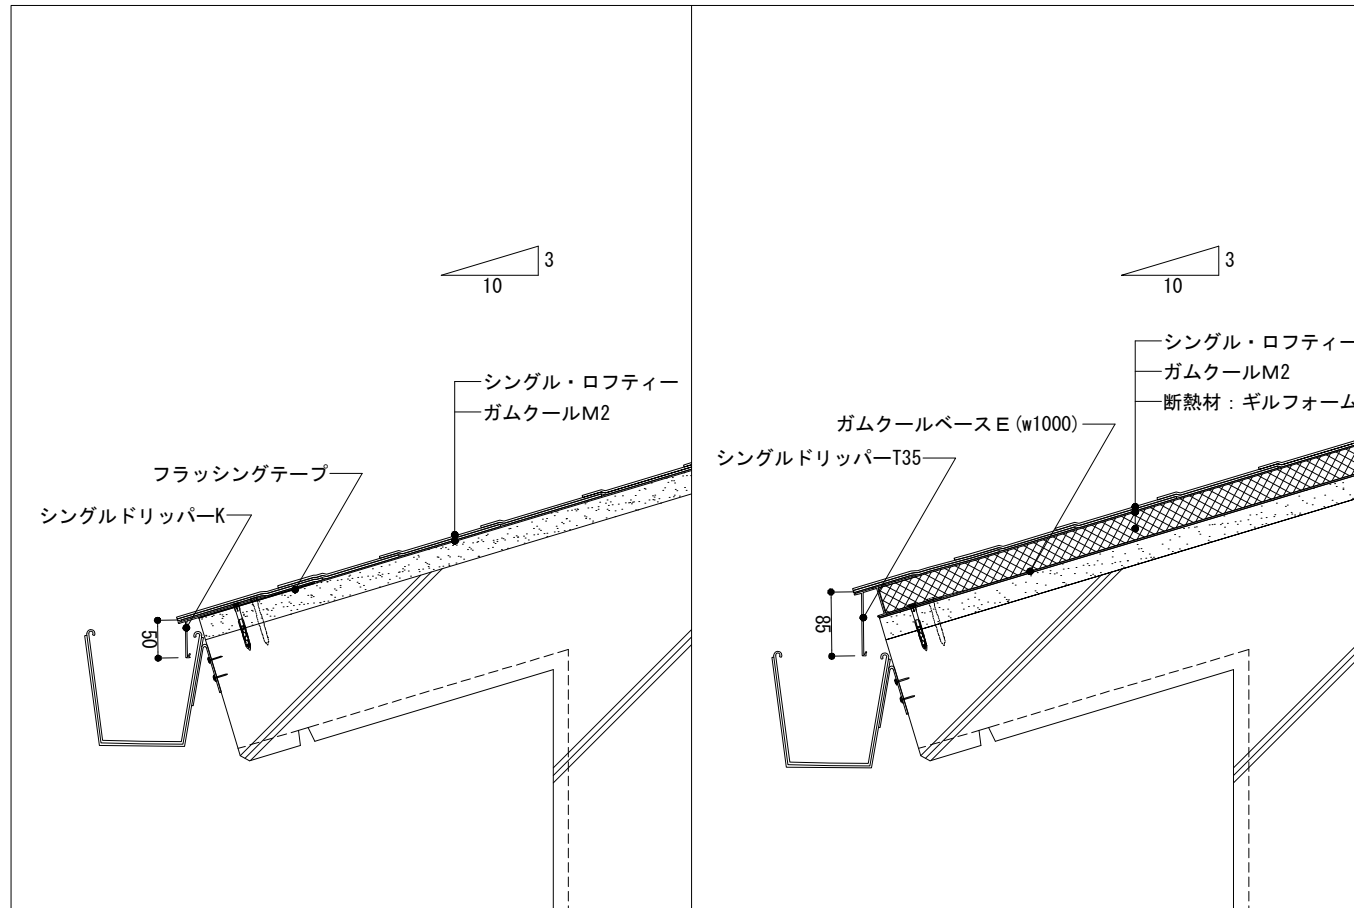 3
10
シングル・ロフティー
ガムクールM2
フラッシングテープ
シングルドリッパーK
50
3
10
シングル・ロフティー
ガムクールM2
断熱材：ギルフォーム
ガムクールベースE(w1000)
シングルドリッパーT35
85